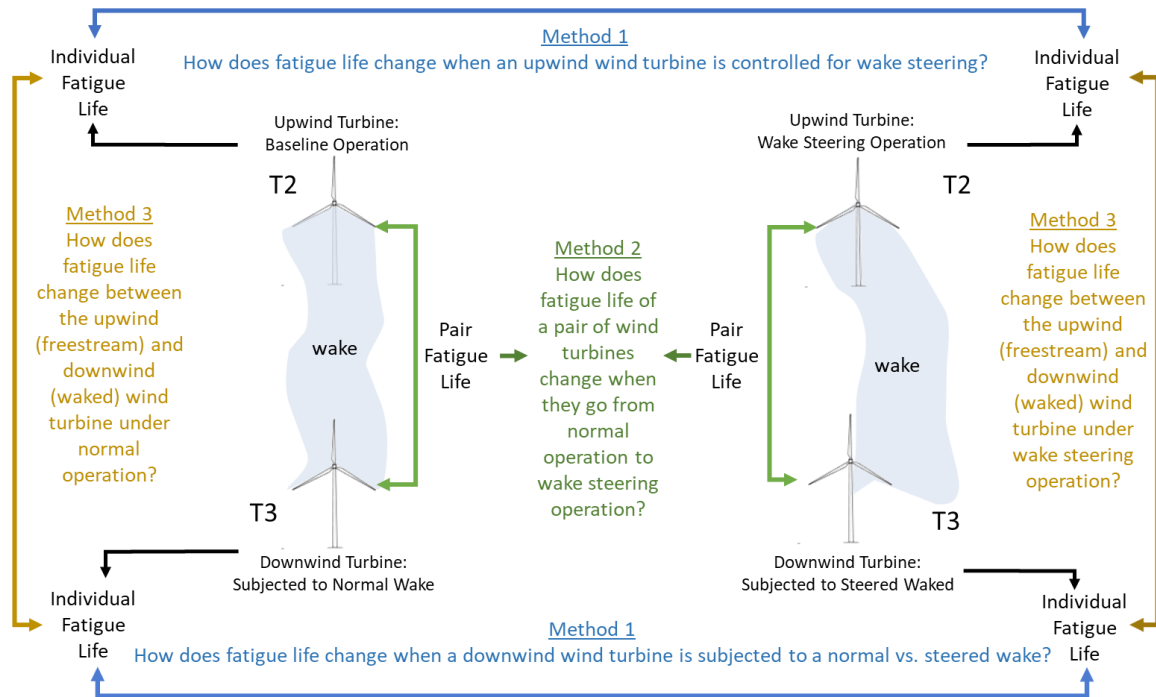 Method 1
How does fatigue life change when an upwind wind turbine is controlled for wake steering?
Individual
Fatigue
Life
Individual
Fatigue
Life
Upwind Turbine:
Baseline Operation
Upwind Turbine:
Wake Steering Operation
T2
T2
Method 3
How does
fatigue life
change between
the upwind
(freestream) and
downwind
(waked) wind
turbine under
normal
operation?
wake
Pair
Fatigue
Life
Method 2
How does
fatigue life of
a pair of wind
turbines
change when
they go from
normal
operation to
wake steering
operation?
Pair
Fatigue
Life
wake
Method 3
How does
fatigue life
change between
the upwind
(freestream) and
downwind
(waked) wind
turbine under
wake steering
operation?
T3
T3
Downwind Turbine:
Subjected to Normal Wake
Downwind Turbine:
Subjected to Steered Waked
Individual
Fatigue
Life
Individual
Fatigue
Life
Method 1
How does fatigue life change when a downwind wind turbine is subjected to a normal vs. steered wake?